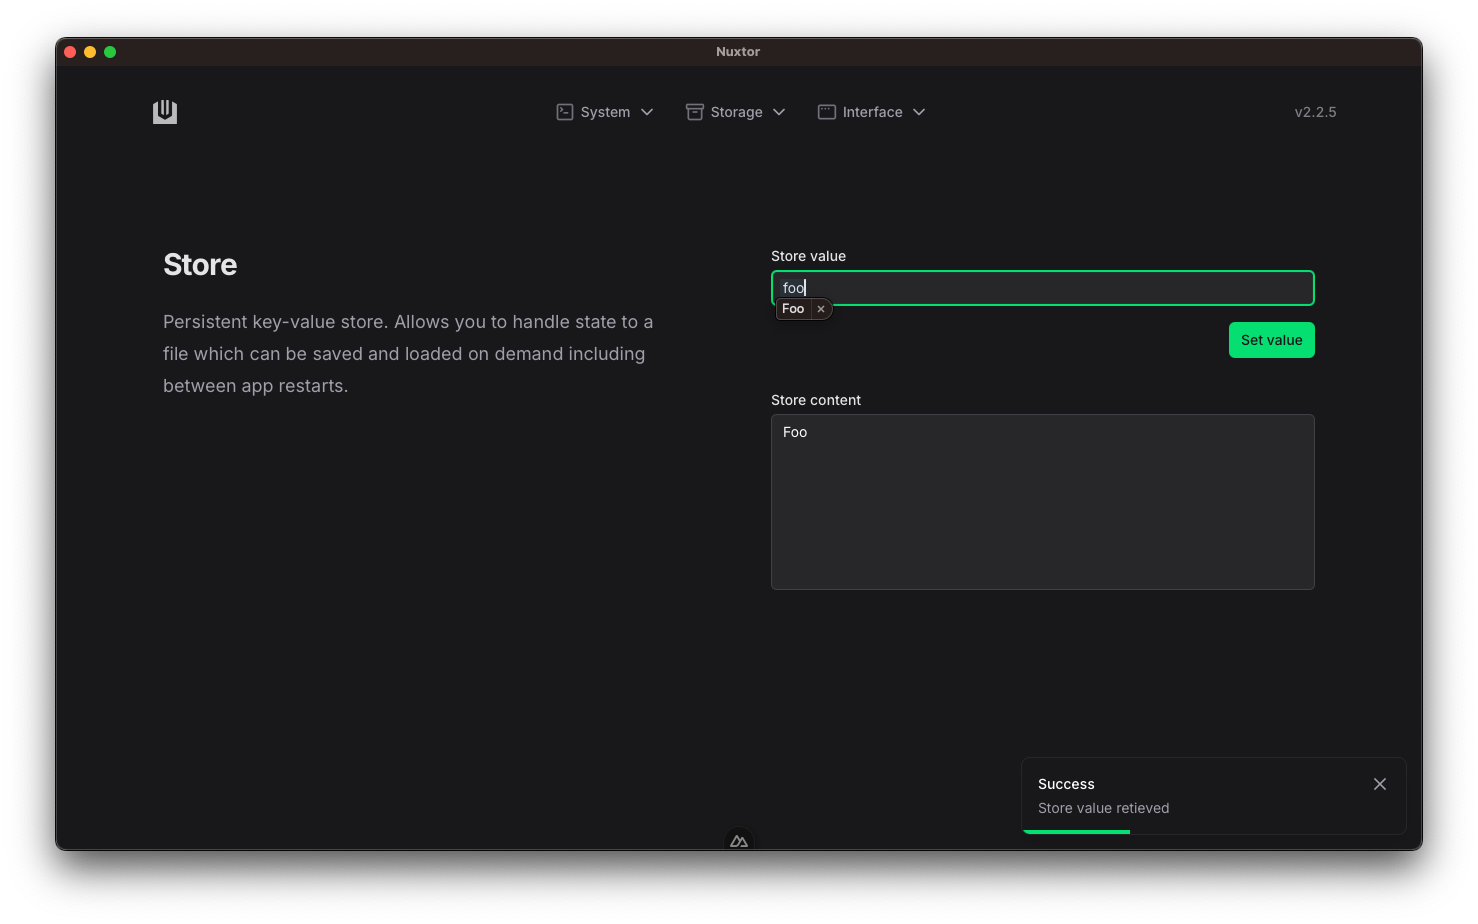 Nuxtor
System
Storage
Interface
v2.2.5
Store
Persistent key-value store. Allows you to handle state to a
file which can be saved and loaded on demand including
between app restarts.
Store value
foo
Foo ×
Set value
Store content
Foo
Success
Store value retieved